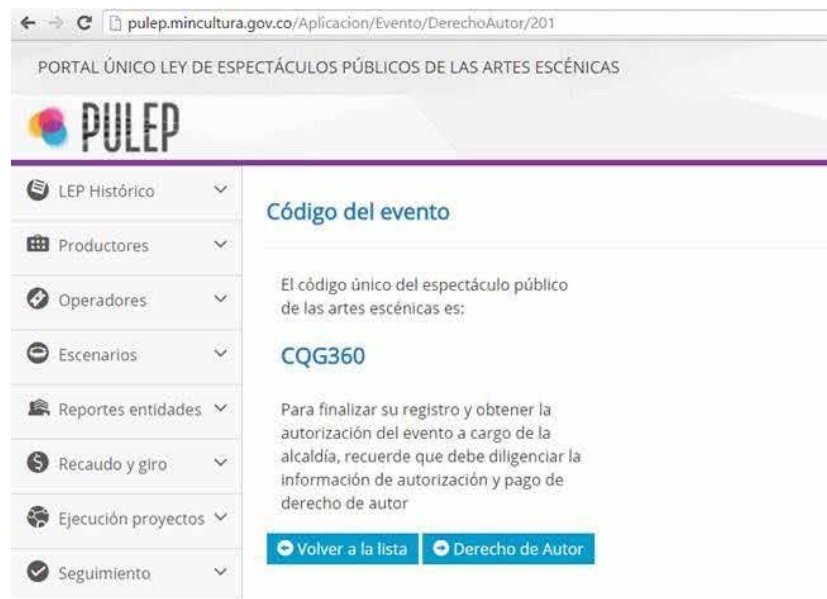 pulep.mincultura.gov.co/Aplicacion/Evento/DerechoAutor/201
PORTAL ÚNICO LEY DE ESPECTÁCULOS PÚBLICOS DE LAS ARTES ESCÉNICAS
PULEP
LEP Histórico
Productores
Operadores
Escenarios
Reportes entidades
Recaudo y giro
Ejecución proyectos
Seguimiento
Código del evento
El código único del espectáculo público
de las artes escénicas es:
CQG360
Para finalizar su registro y obtener la
autorización del evento a cargo de la
alcaldía, recuerde que debe diligenciar la
información de autorización y pago de
derecho de autor
Volver a la lista
Derecho de Autor